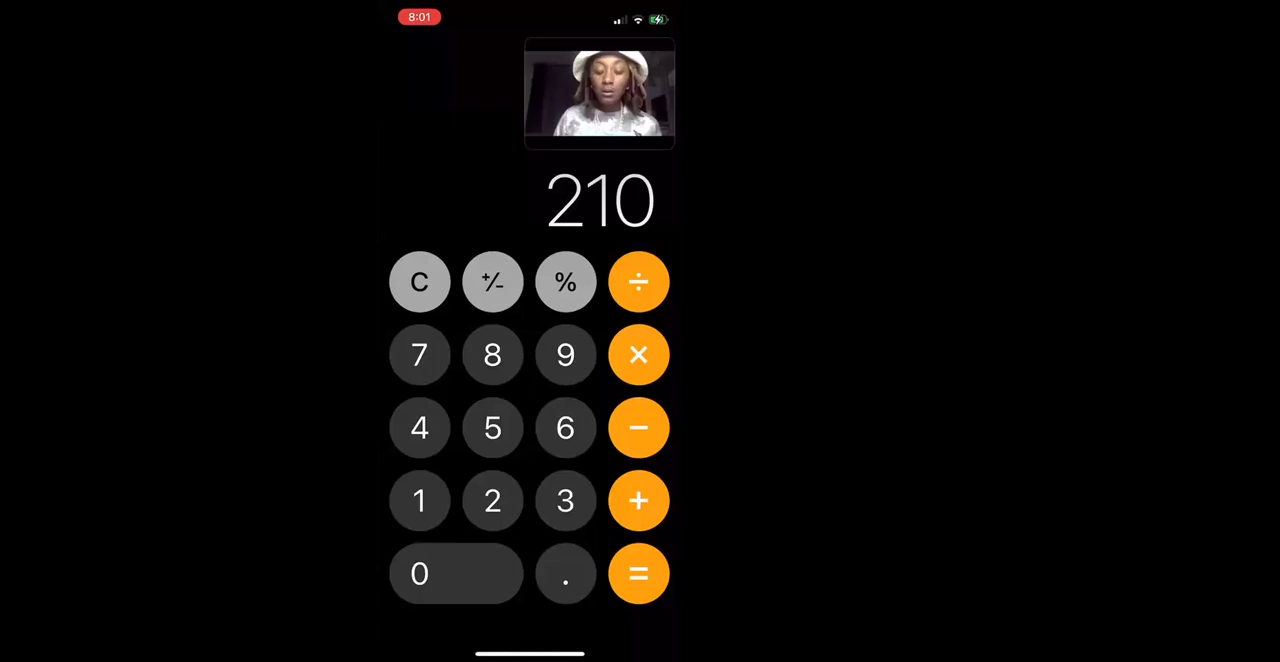 8:01
210
C ⁺∕₋ % ÷
7 8 9 ×
4 5 6 −
1 2 3 +
0 . =